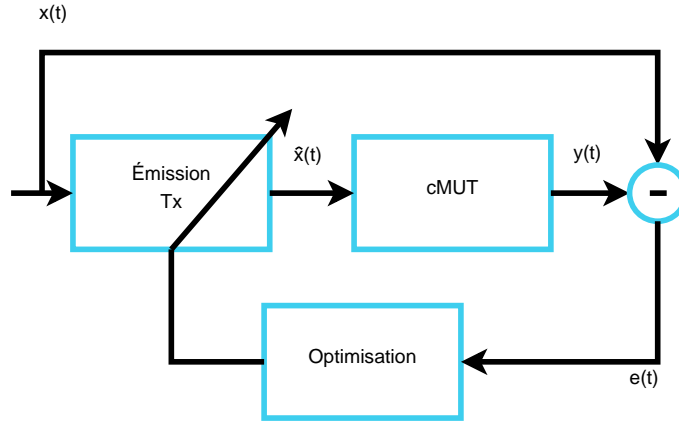 x(t)
Émission
Tx
x̂(t)
cMUT
y(t)
-
Optimisation
e(t)